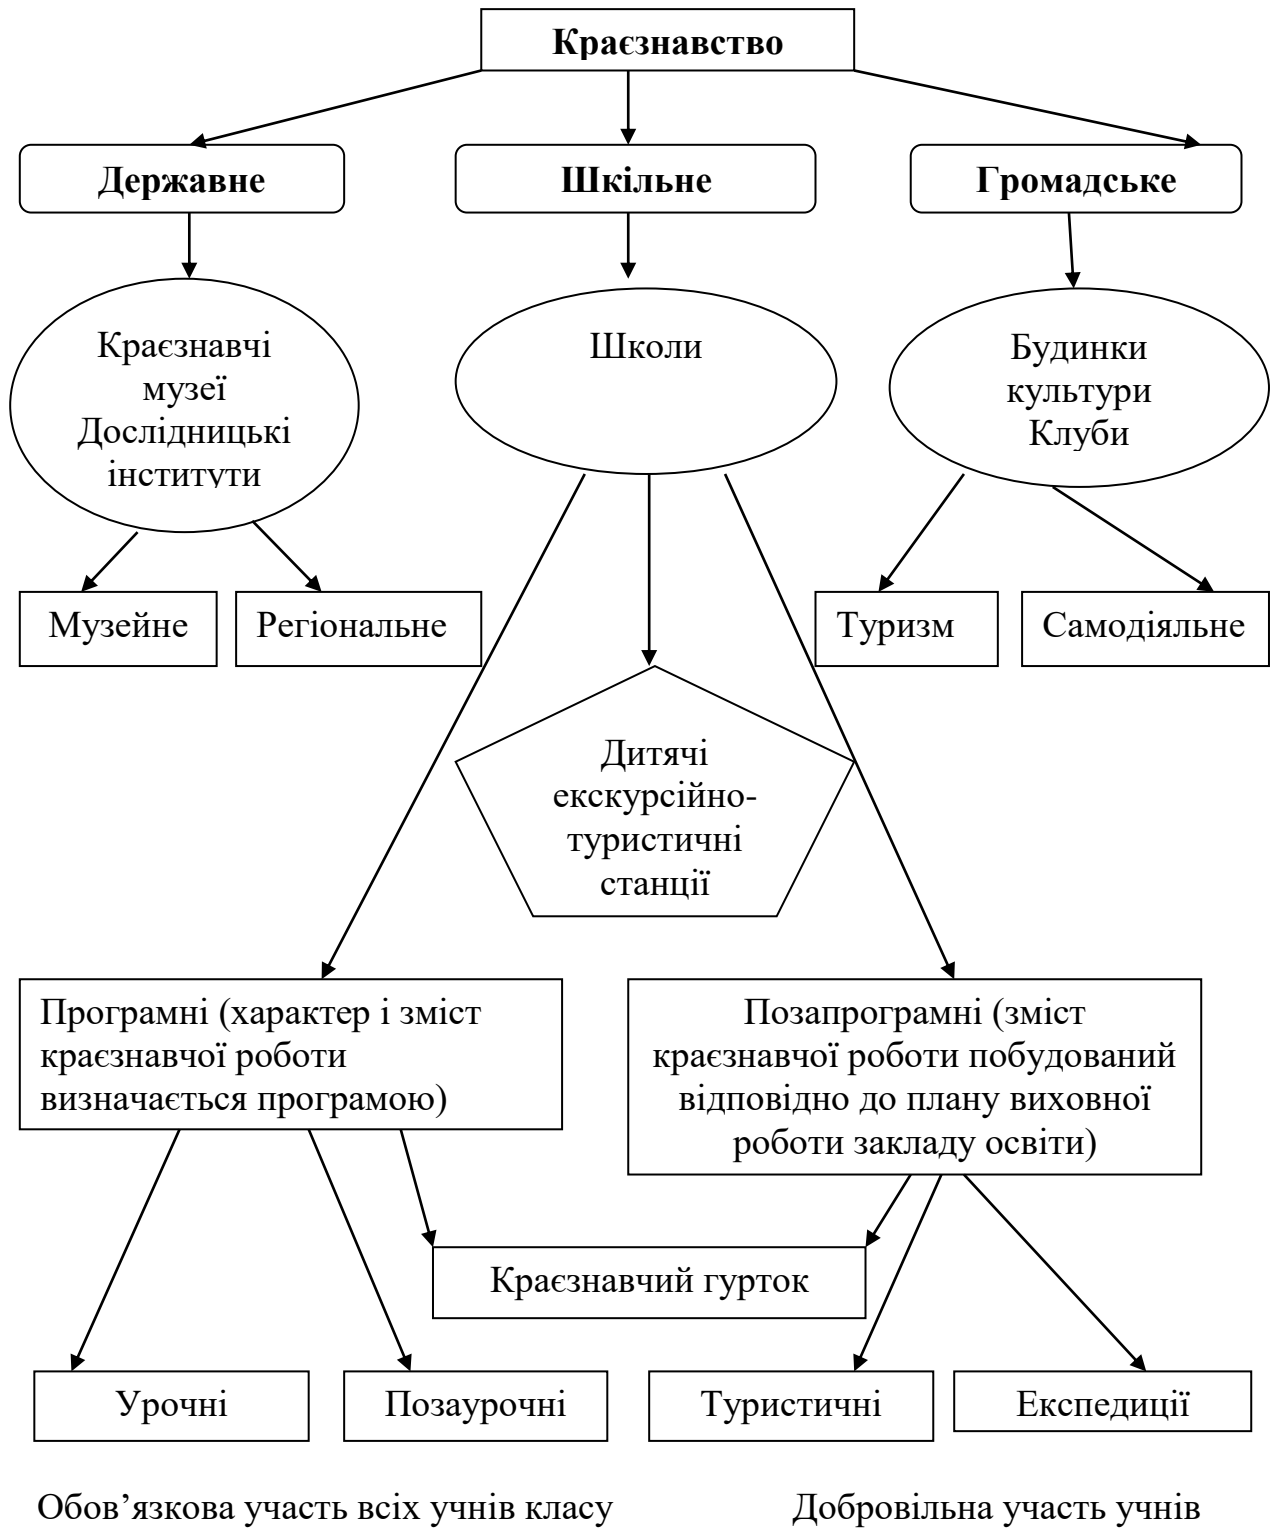 Краєзнавство
Державне
Шкільне
Громадське
Краєзнавчі
музеї
Дослідницькі
інститути
Школи
Будинки
культури
Клуби
Музейне
Регіональне
Туризм
Самодіяльне
Дитячі
екскурсійно-
туристичні
станції
Програмні (характер і зміст
краєзнавчої роботи
визначається програмою)
Позапрограмні (зміст
краєзнавчої роботи побудований
відповідно до плану виховної
роботи закладу освіти)
Краєзнавчий гурток
Урочні
Позаурочні
Туристичні
Експедиції
Обов’язкова участь всіх учнів класу
Добровільна участь учнів